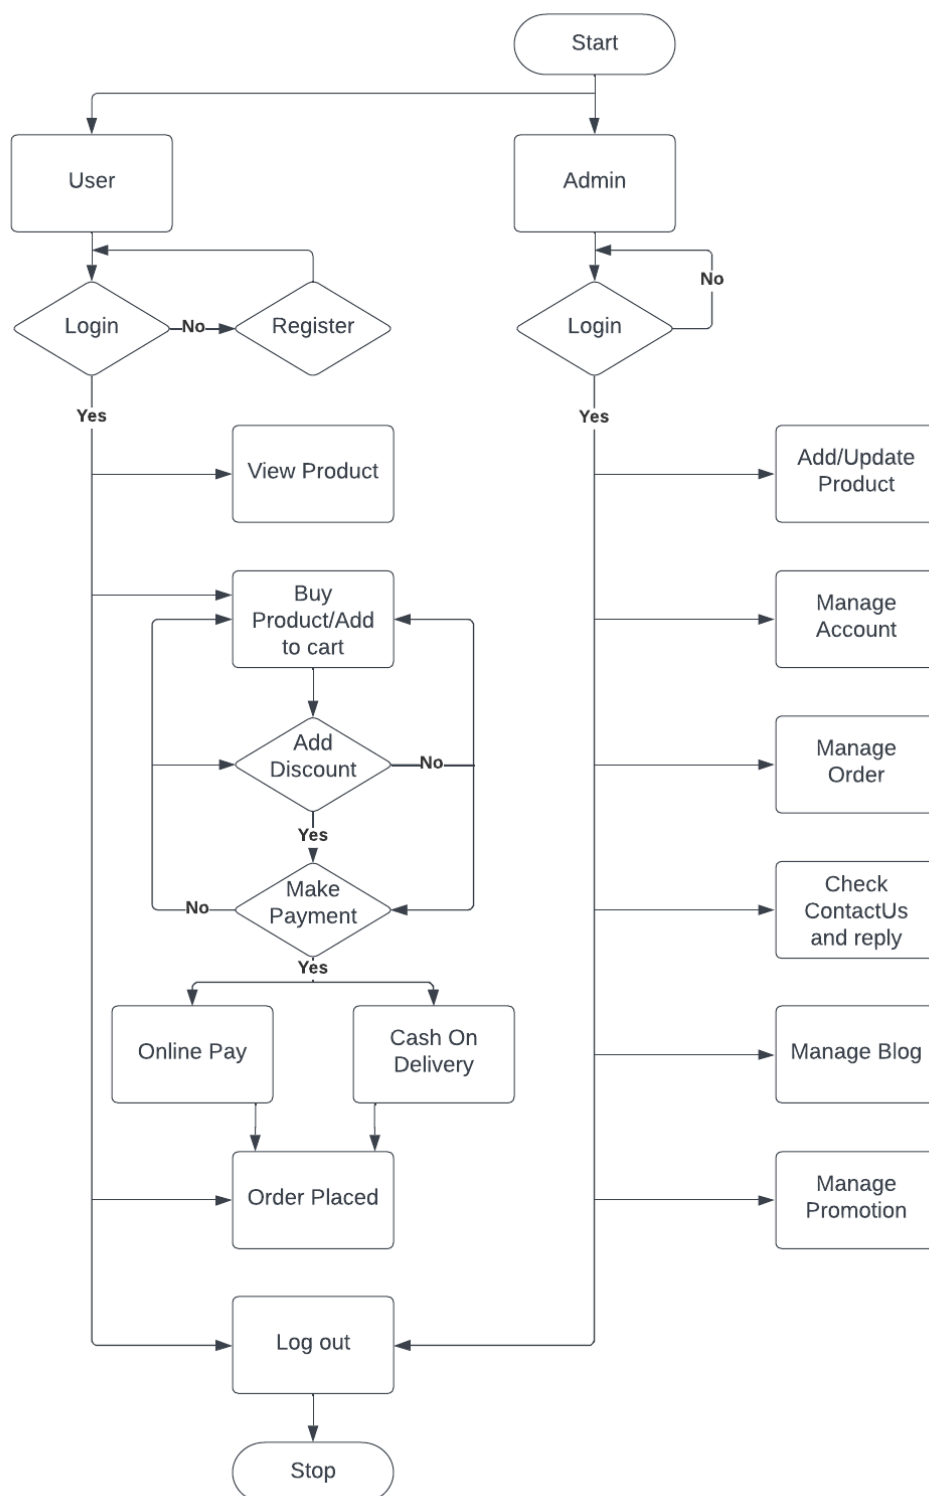 Start
User
Admin
Login
No
Register
Login
No
Yes
Yes
View Product
Add/Update
Product
Buy
Product/Add
to cart
Manage
Account
Add
Discount
No
Manage
Order
Yes
Make
Payment
No
Check
ContactUs
and reply
Yes
Online Pay
Cash On
Delivery
Manage Blog
Order Placed
Manage
Promotion
Log out
Stop